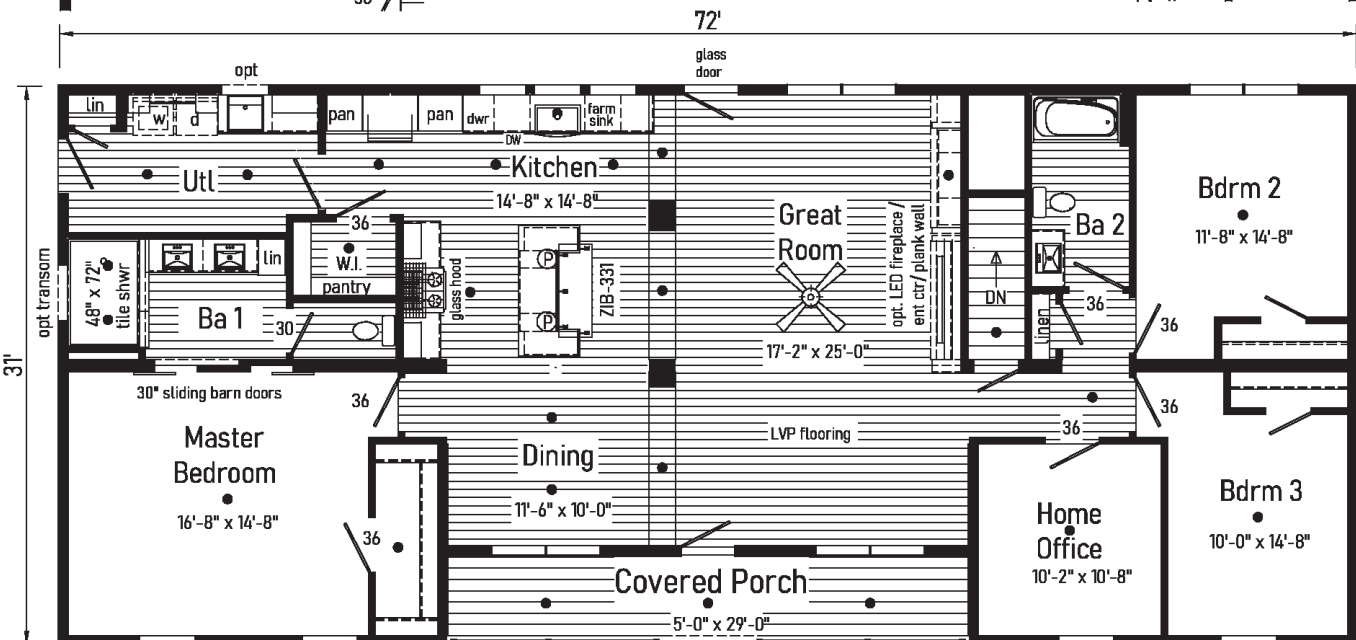 72'
glass
door
opt
lin
w
d
pan
pan
dwr
farm
sink
DW
Utl
Kitchen
14'-8" x 14'-8"
36
W.I.
pantry
lin
opt transom
48" x 72"
tile shwr
Ba 1
30
glass hood
P
P
ZIB-331
Great
Room
17'-2" x 25'-0"
opt. LED fireplace /
ent ctr/ plank wall
DN
Ba 2
36
linen
36
Bdrm 2
11'-8" x 14'-8"
31'
30" sliding barn doors
36
Master
Bedroom
16'-8" x 14'-8"
36
Dining
11'-6" x 10'-0"
LVP flooring
36
36
Home
Office
10'-2" x 10'-8"
Bdrm 3
10'-0" x 14'-8"
Covered Porch
5'-0" x 29'-0"